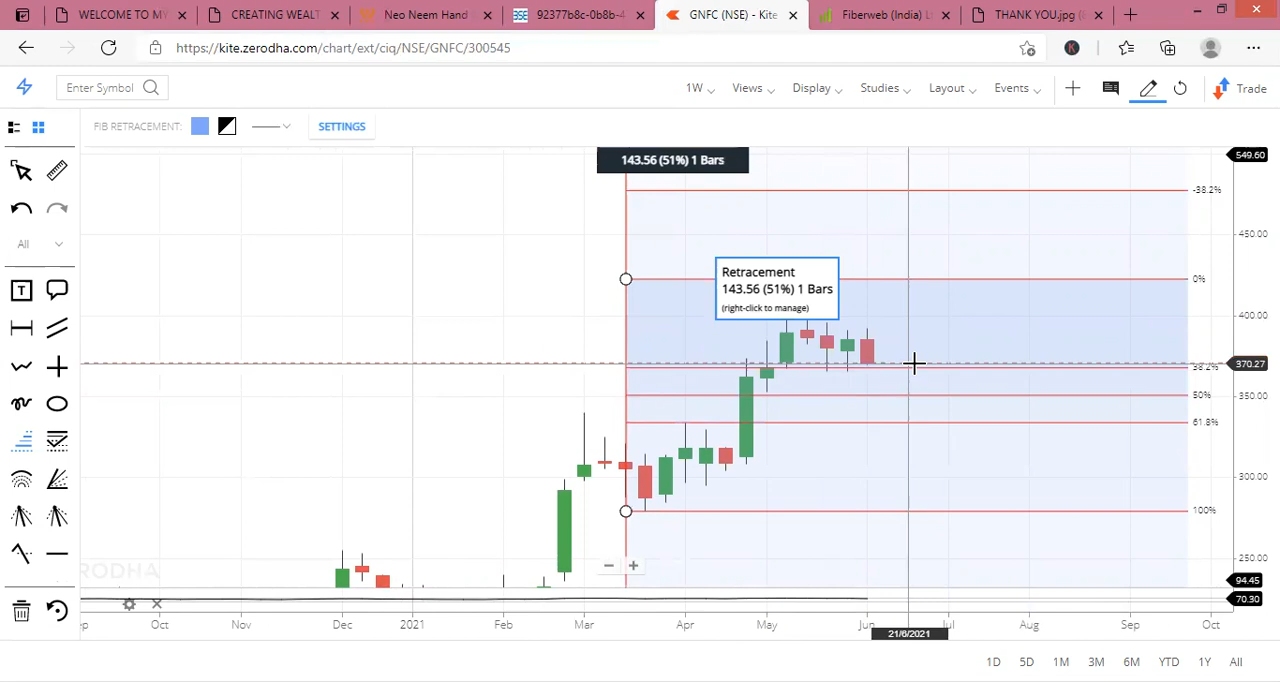 WELCOME TO MY
CREATING WEAL
Neo Neem Hand
BSE 92377b8c-0b8b-4
GNFC (NSE) - Kite
Fiberweb (India) L
THANK YOU.jpg (
https://kite.zerodha.com/chart/ext/ciq/NSE/GNFC/300545
K
Enter Symbol
1W Views Display Studies Layout Events Trade
FIB RETRACEMENT: SETTINGS
143.56 (51%) 1 Bars
549.60
-38.2%
450.00
Retracement
143.56 (51%) 1 Bars
(right-click to manage)
0%
400.00
370.27
38.2%
50%
350.00
61.8%
300.00
100%
250.00
94.45
70.30
All
T
ERODHA
Oct Nov Dec 2021 Feb Mar Apr May Jun Jul Aug Sep Oct
21/6/2021
1D 5D 1M 3M 6M YTD 1Y All